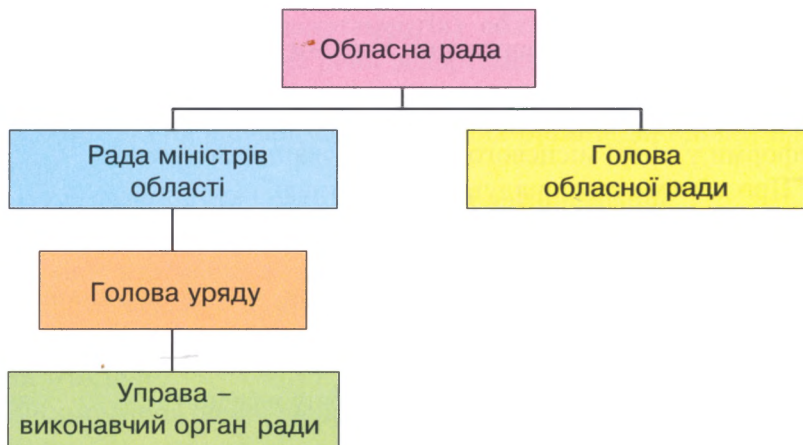 Обласна рада
Рада міністрів
області
Голова
обласної ради
Голова уряду
Управа –
виконавчий орган ради